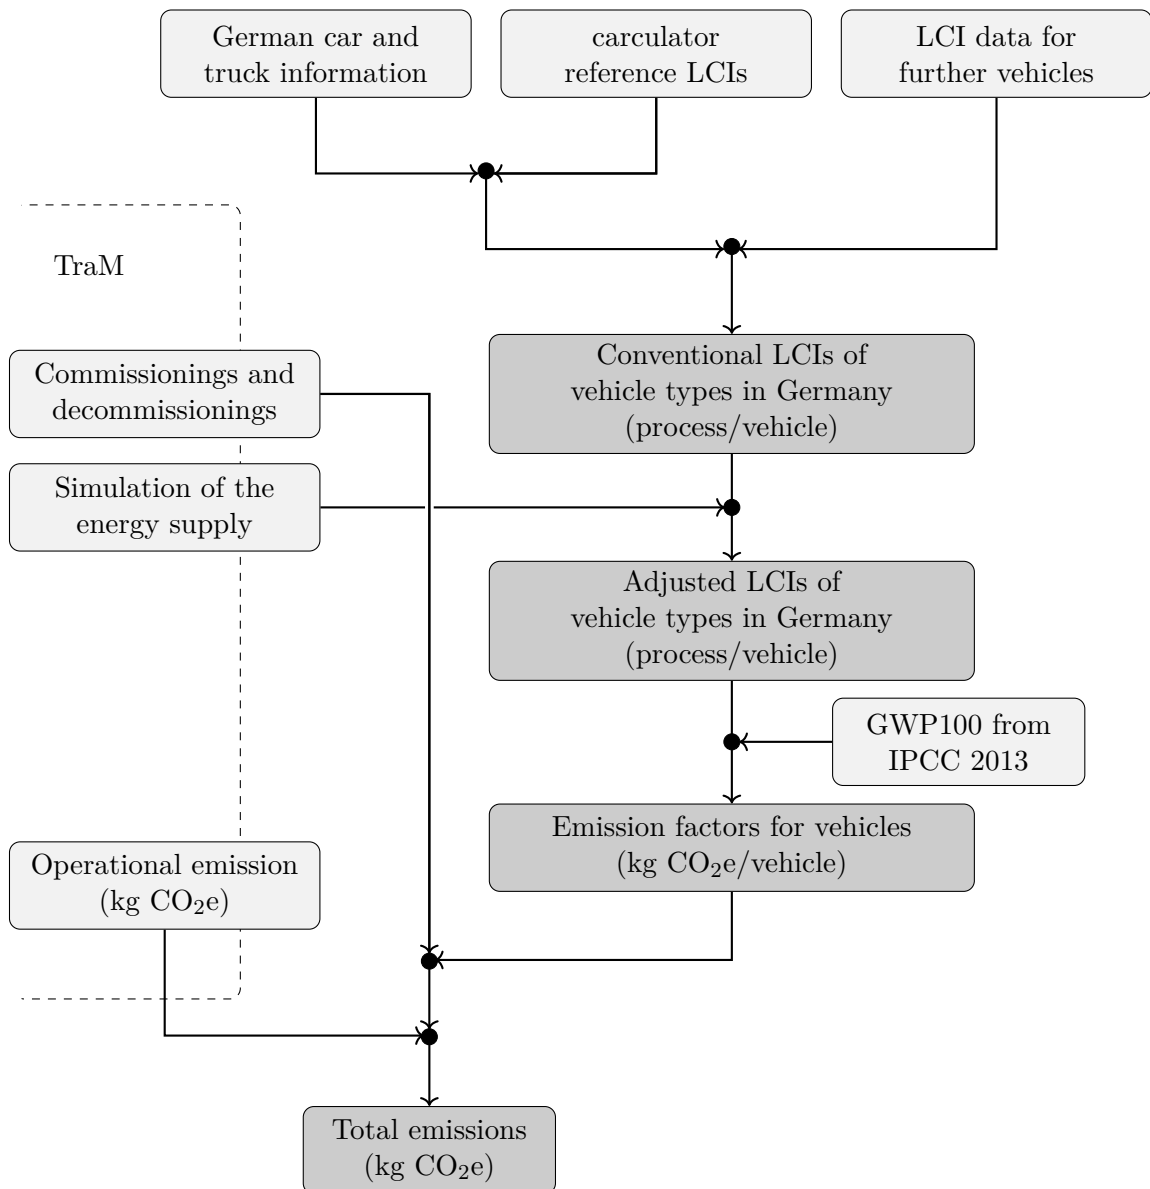 German car and
truck information
carculator
reference LCIs
LCI data for
further vehicles
TraM
Commissionings and
decommissionings
Conventional LCIs of
vehicle types in Germany
(process/vehicle)
Simulation of the
energy supply
Adjusted LCIs of
vehicle types in Germany
(process/vehicle)
GWP100 from
IPCC 2013
Emission factors for vehicles
(kg CO₂e/vehicle)
Operational emission
(kg CO₂e)
Total emissions
(kg CO₂e)